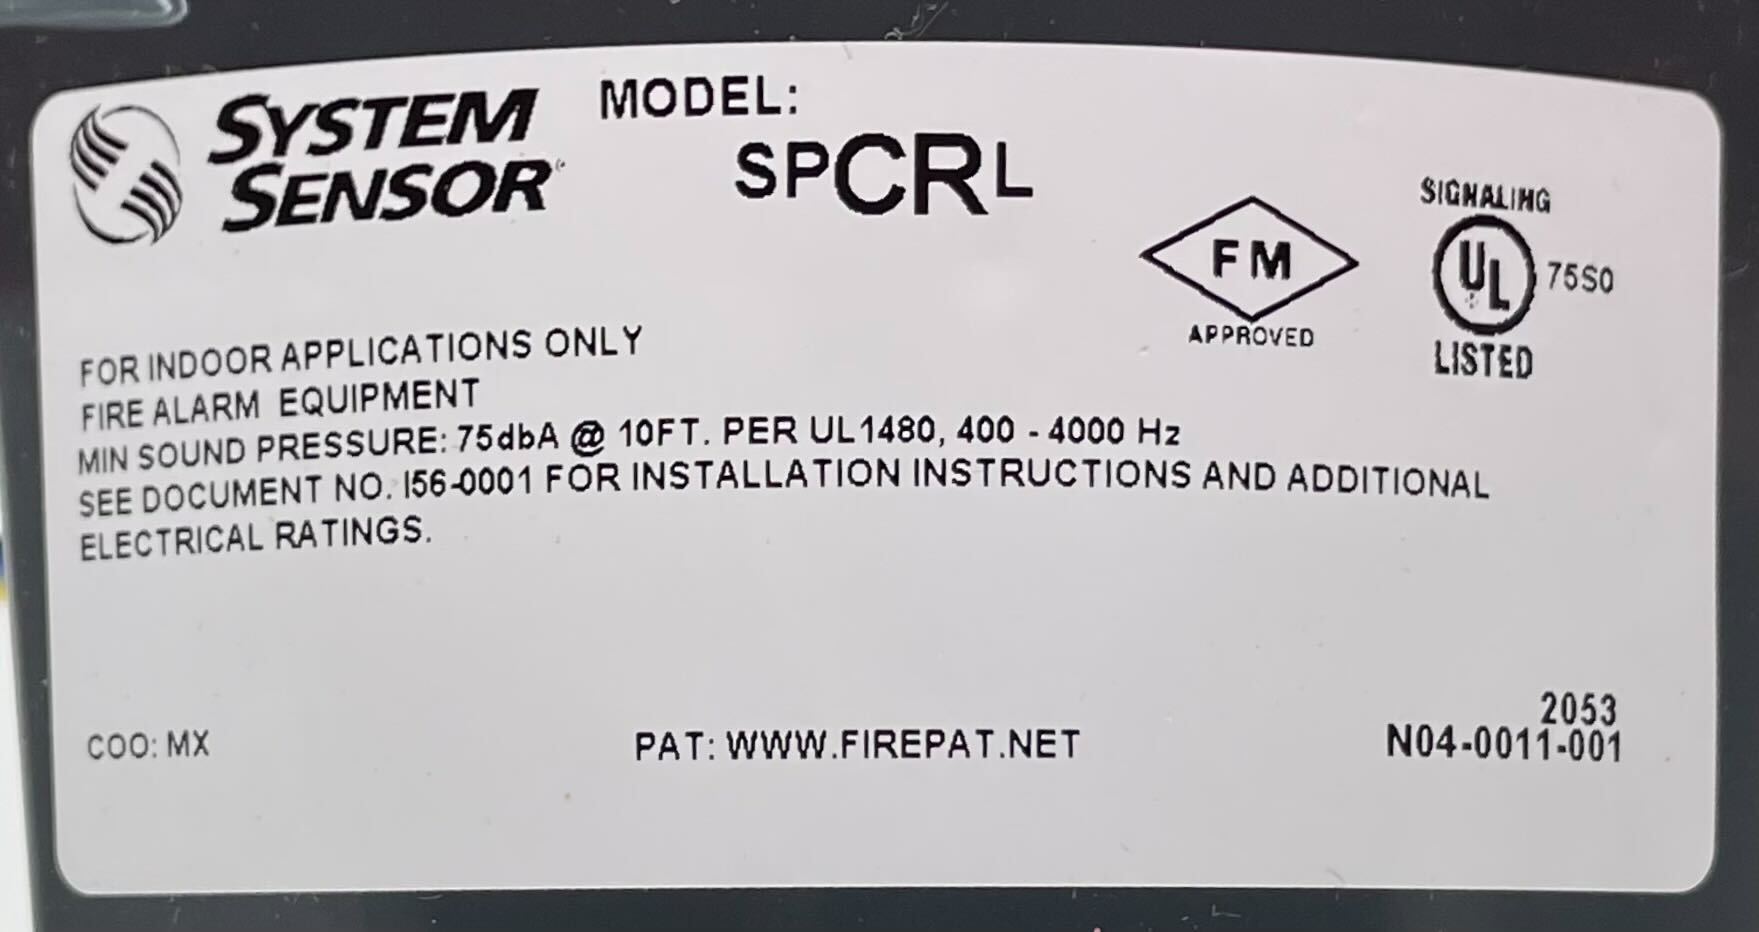 SYSTEM
SENSOR
MODEL:
SPCRL
FM
APPROVED
SIGNALING
UL 75S0
LISTED
FOR INDOOR APPLICATIONS ONLY
FIRE ALARM EQUIPMENT
MIN SOUND PRESSURE: 75dbA @ 10FT. PER UL1480, 400 - 4000 Hz
SEE DOCUMENT NO. I56-0001 FOR INSTALLATION INSTRUCTIONS AND ADDITIONAL
ELECTRICAL RATINGS.
COO: MX
PAT: WWW.FIREPAT.NET
2053
N04-0011-001